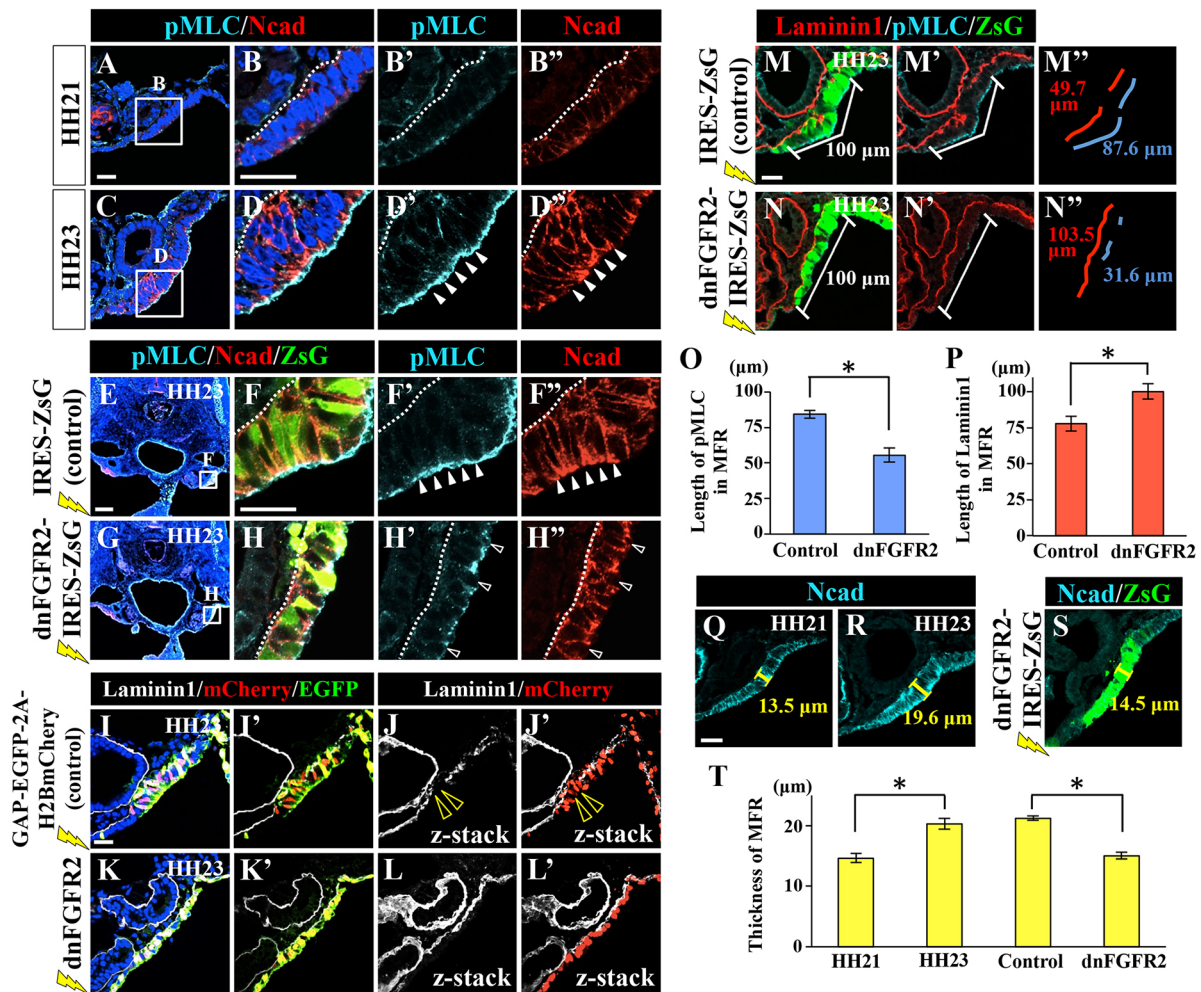 pMLC/Ncad pMLC Ncad
HH21
A B B B' B''
HH23
C D D D' D''
pMLC/Ncad/ZsG pMLC Ncad
IRES-ZsG
(control)
E HH23 F F F' F''
dnFGFR2-
IRES-ZsG
G HH23 H H H' H''
Laminin1/mCherry/EGFP Laminin1/mCherry
GAP-EGFP-2A-
H2BmChery
(control)
I HH23 I' J z-stack J' z-stack
dnFGFR2
K HH23 K' L z-stack L' z-stack
Laminin1/pMLC/ZsG
IRES-ZsG
(control)
M HH23 M' M''
100 µm
49.7
µm
87.6 µm
dnFGFR2-
IRES-ZsG
N HH23 N' N''
100 µm
103.5
µm
31.6 µm
O (µm)
Length of pMLC
in MFR
100
75
50
25
0
*
Control dnFGFR2
P (µm)
Length of Laminin1
in MFR
100
75
50
25
0
*
Control dnFGFR2
Ncad
Q HH21
13.5 µm
R HH23
19.6 µm
Ncad/ZsG
dnFGFR2-
IRES-ZsG
S
14.5 µm
T (µm)
Thickness of MFR
20
10
0
* *
HH21 HH23 Control dnFGFR2